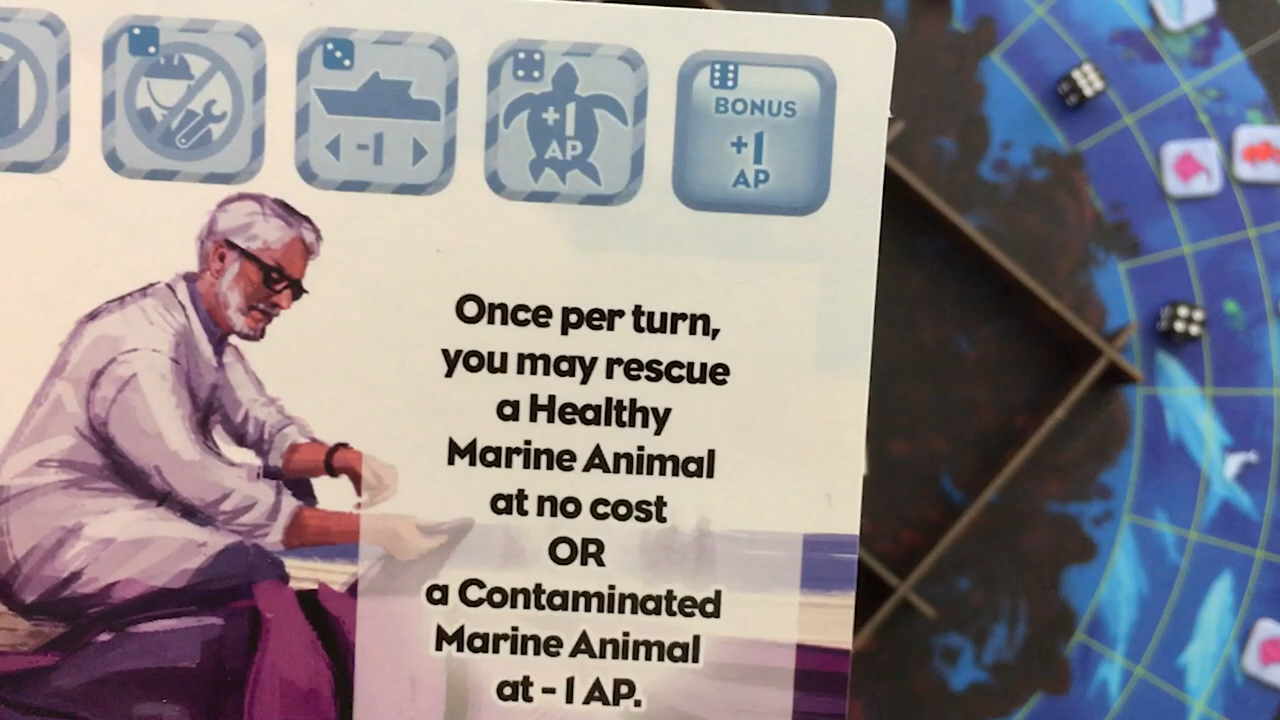 -1
+1
AP
BONUS
+1
AP
Once per turn,
you may rescue
a Healthy
Marine Animal
at no cost
OR
a Contaminated
Marine Animal
at - 1 AP.